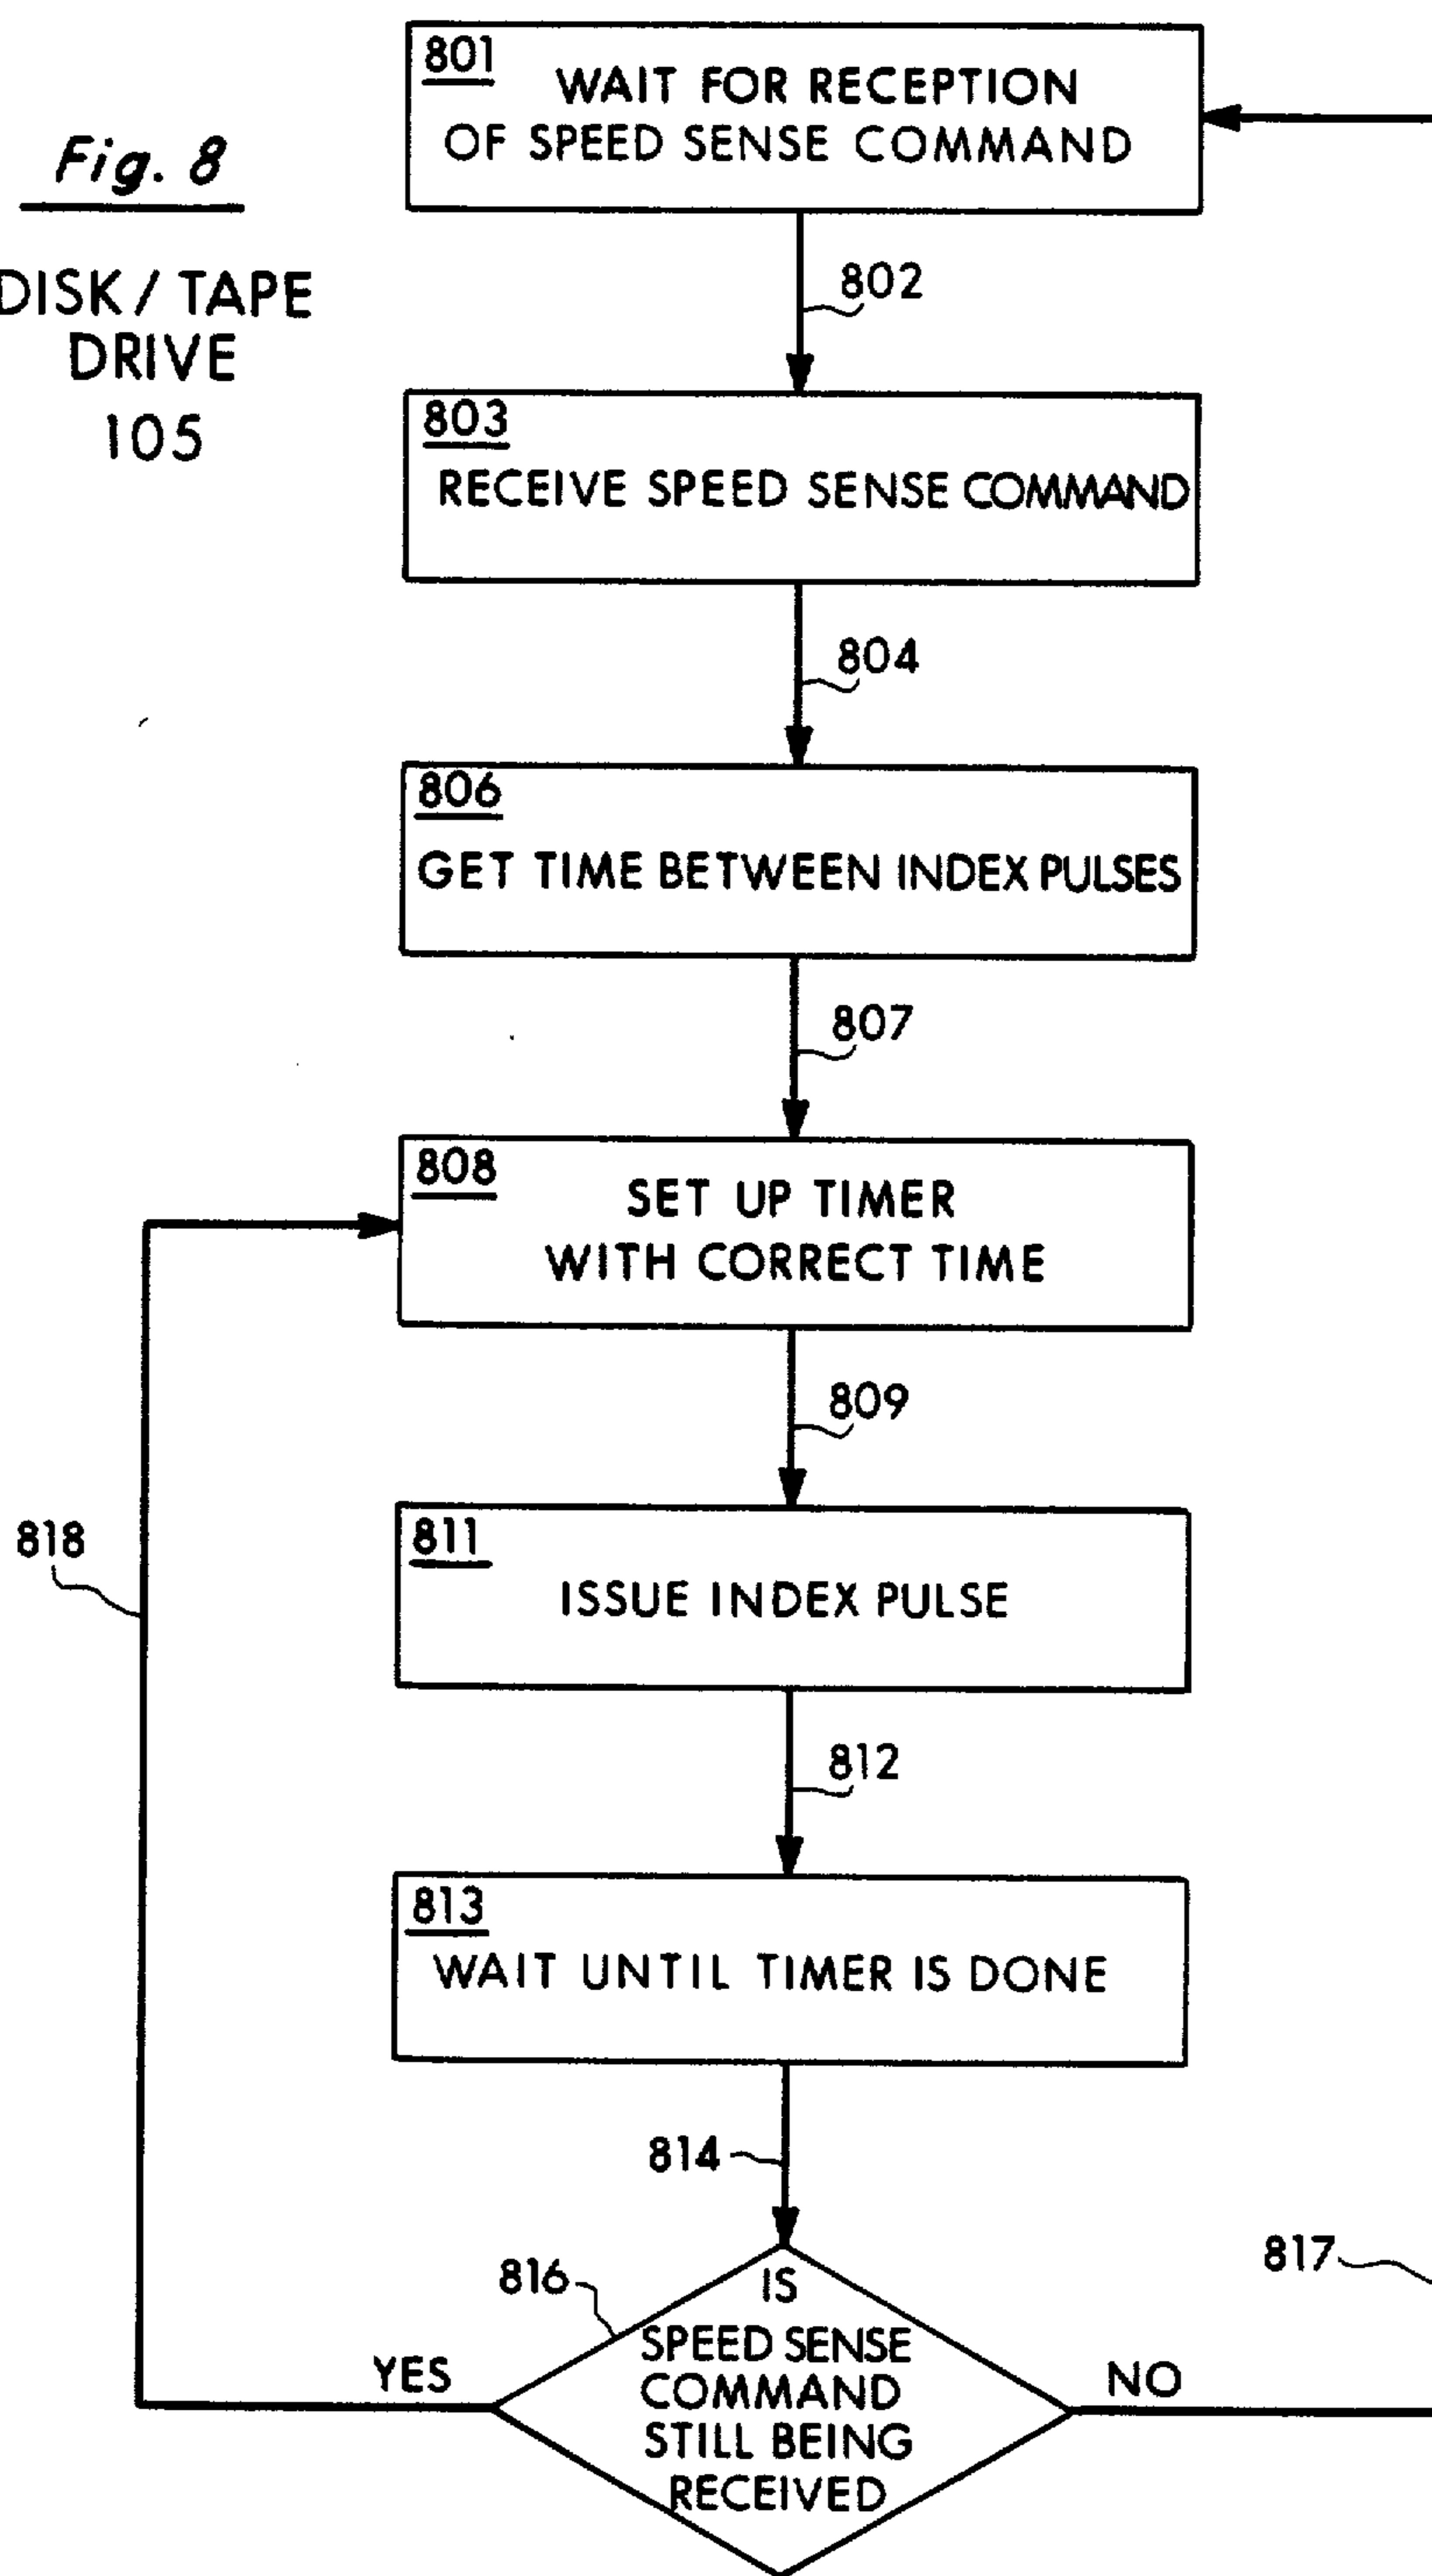 Fig. 8
DISK / TAPE
DRIVE
105
801
WAIT FOR RECEPTION
OF SPEED SENSE COMMAND
802
803
RECEIVE SPEED SENSE COMMAND
804
806
GET TIME BETWEEN INDEX PULSES
807
808
SET UP TIMER
WITH CORRECT TIME
809
811
ISSUE INDEX PULSE
818
812
813
WAIT UNTIL TIMER IS DONE
814
816
817
IS
SPEED SENSE
COMMAND
STILL BEING
RECEIVED
YES
NO